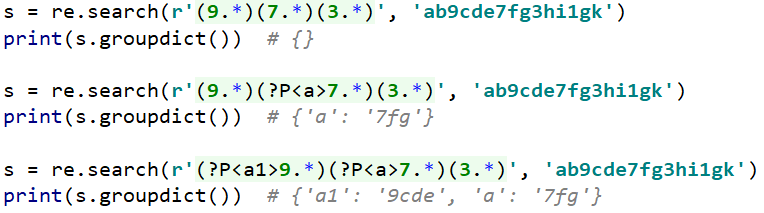 s = re.search(r'(9.*)(7.*)(3.*)', 'ab9cde7fg3hi1gk')
print(s.groupdict())  # {}
s = re.search(r'(9.*)(?P<a>7.*)(3.*)', 'ab9cde7fg3hi1gk')
print(s.groupdict())  # {'a': '7fg'}
s = re.search(r'(?P<a1>9.*)(?P<a>7.*)(3.*)', 'ab9cde7fg3hi1gk')
print(s.groupdict())  # {'a1': '9cde', 'a': '7fg'}